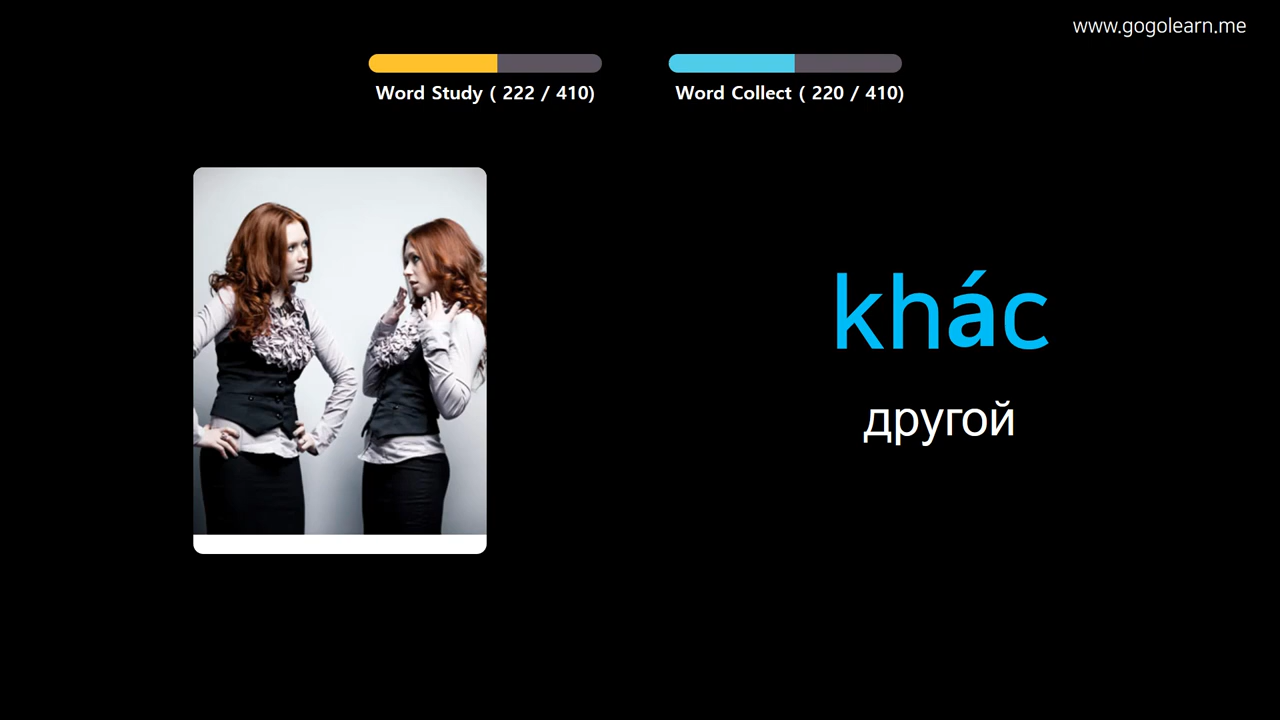 www.gogolearn.me
Word Study ( 222 / 410)
Word Collect ( 220 / 410)
khác
другой